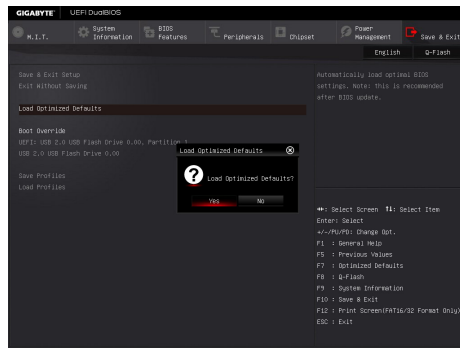 GIGABYTE UEFI DualBIOS
M.I.T.
System Information
BIOS Features
Peripherals
Chipset
Power Management
Save & Exit
English
Q-Flash
Save & Exit Setup
Exit Without Saving
Load Optimized Defaults
Boot Override
UEFI: USB 2.0 USB Flash Drive 0.00, Partition 1
USB 2.0 USB Flash Drive 0.00
Save Profiles
Load Profiles
Load Optimized Defaults
Load Optimized Defaults?
Yes
No
Automatically load optimal BIOS
settings. Note: this is recommended
after BIOS update.
↔: Select Screen ↑↓: Select Item
Enter: Select
+/-/PU/PD: Change Opt.
F1 : General Help
F5 : Previous Values
F7 : Optimized Defaults
F8 : Q-Flash
F9 : System Information
F10 : Save & Exit
F12 : Print Screen(FAT16/32 Format Only)
ESC : Exit